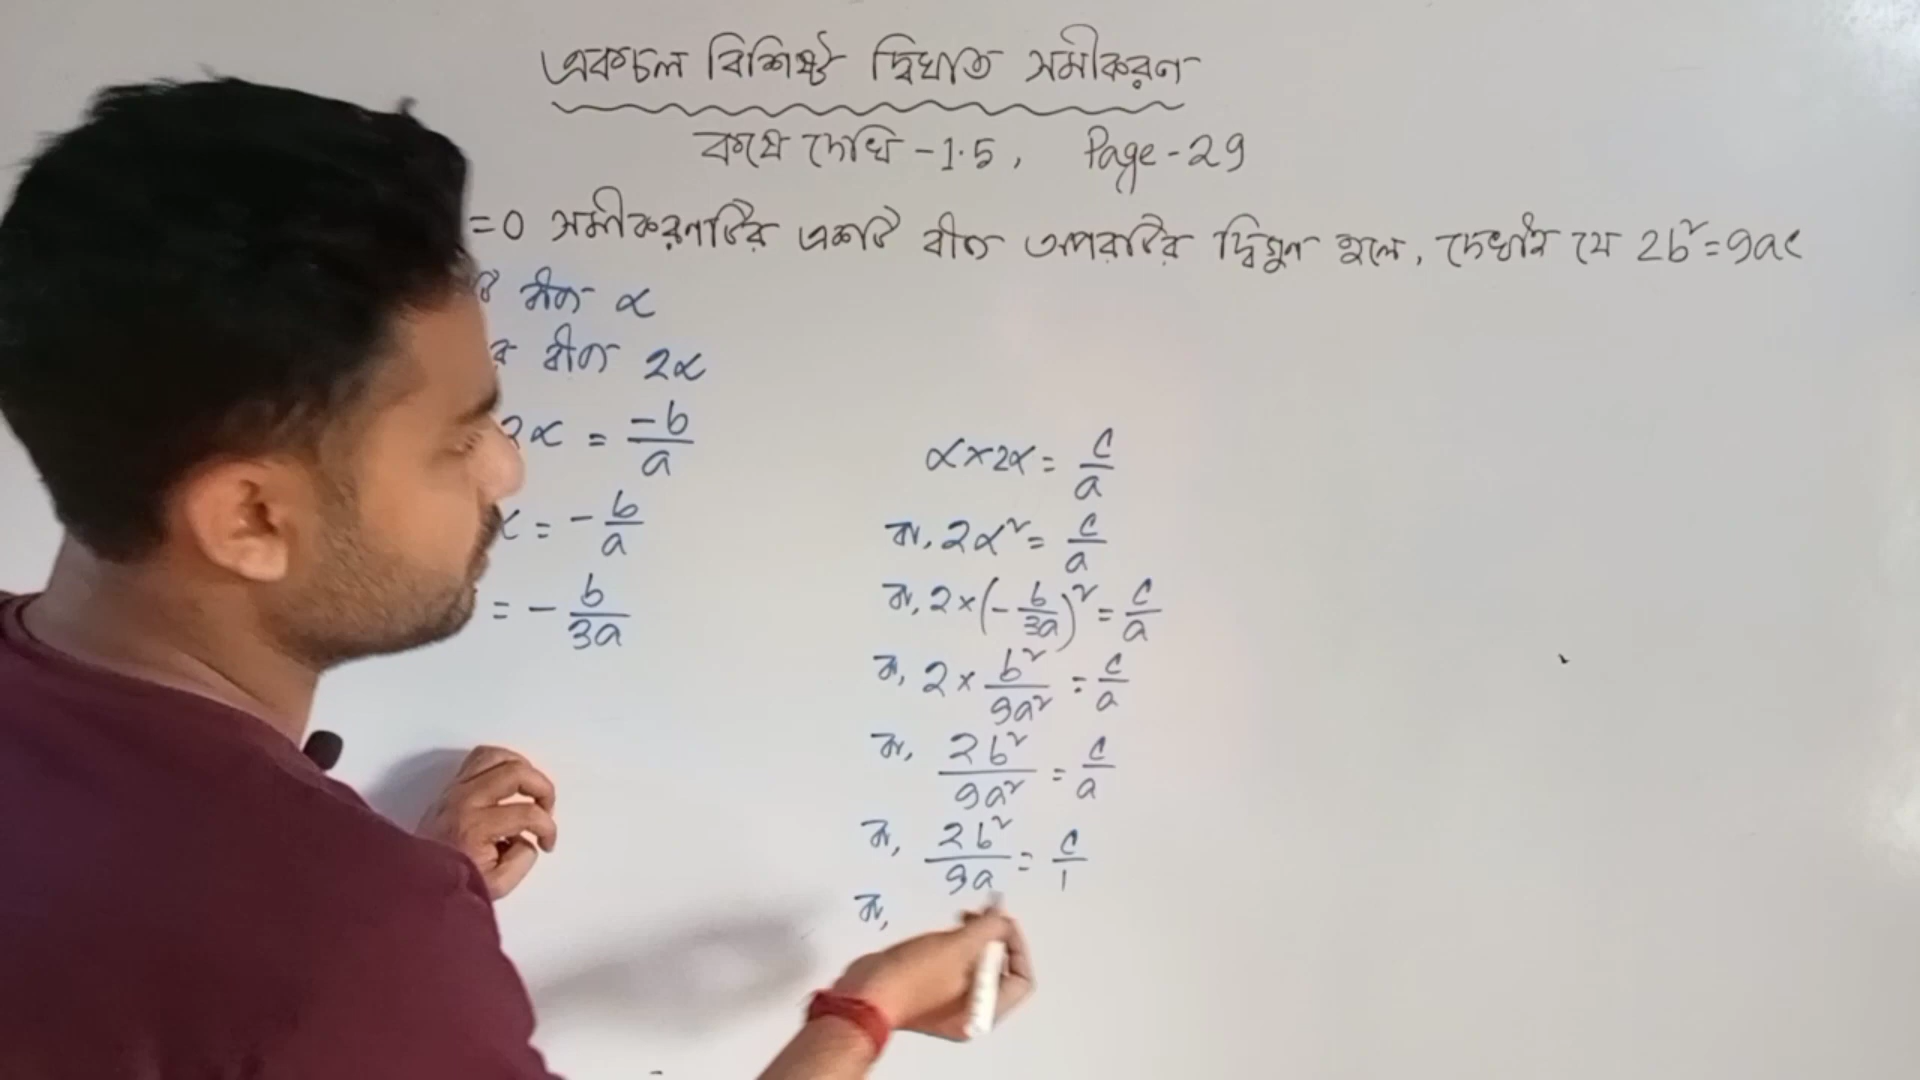 একচল বিশিষ্ট দ্বিঘাত সমীকরণ
কষে দেখি - 1.5, Page - 29
=0 সমীকরণটির একটি বীজ অপরটির দ্বিগুন হলে, দেখাই যে 2b² = 9ac
টি বীজ α
র বীজ 2α
2α = -b/a
α = - b/a
= - b/3a
α × 2α = c/a
বা, 2α² = c/a
বা, 2 × (- b/3a)² = c/a
বা, 2 × b²/9a² = c/a
বা, 2b²/9a² = c/a
বা, 2b²/9a = c/1
বা,